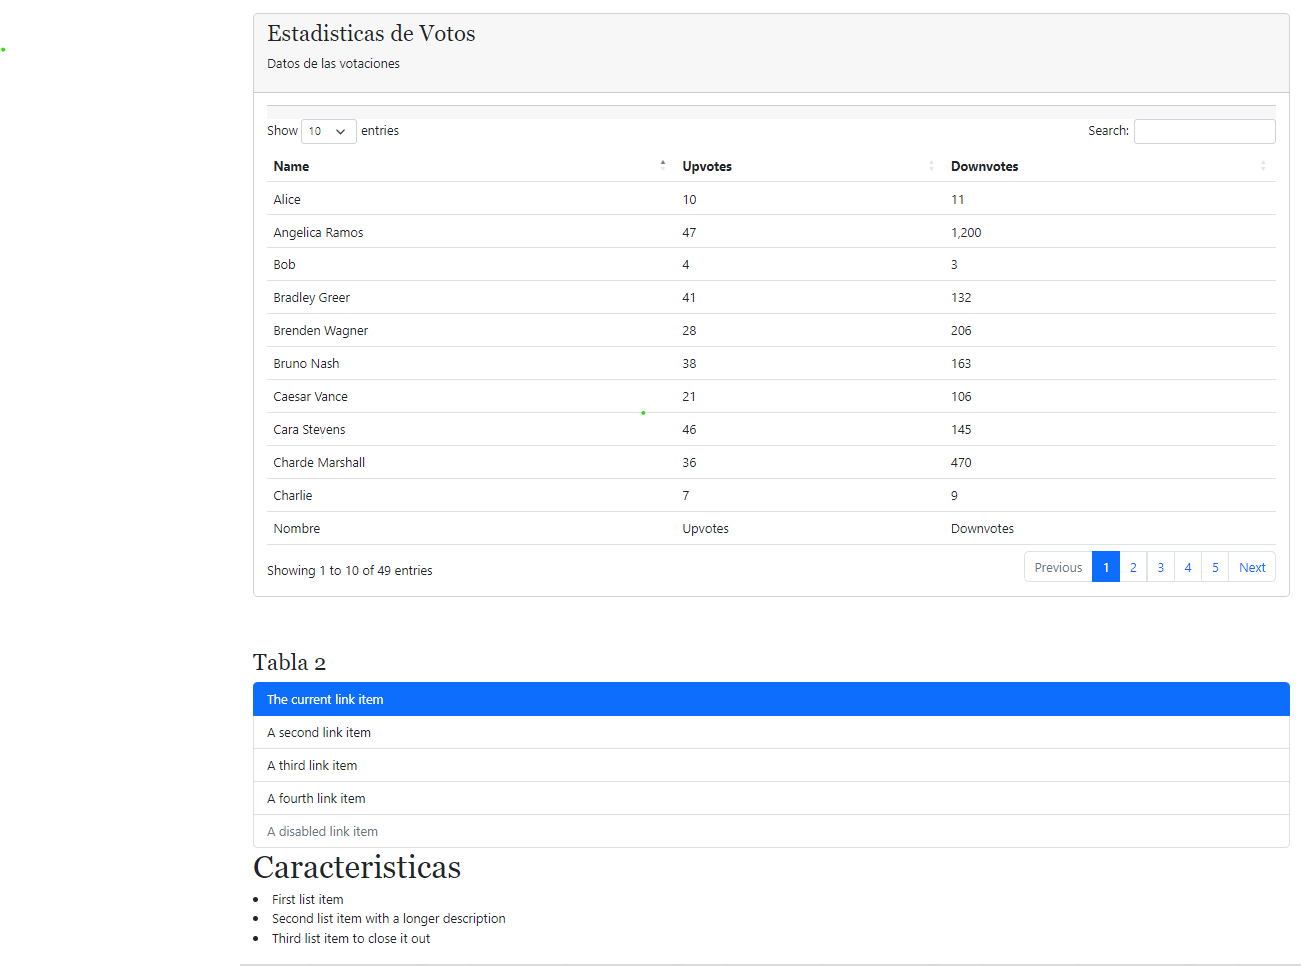 Estadisticas de Votos
Datos de las votaciones
Show 10 entries Search:
Name Upvotes Downvotes
Alice 10 11
Angelica Ramos 47 1,200
Bob 4 3
Bradley Greer 41 132
Brenden Wagner 28 206
Bruno Nash 38 163
Caesar Vance 21 106
Cara Stevens 46 145
Charde Marshall 36 470
Charlie 7 9
Nombre Upvotes Downvotes
Showing 1 to 10 of 49 entries Previous 1 2 3 4 5 Next
Tabla 2
The current link item
A second link item
A third link item
A fourth link item
A disabled link item
Caracteristicas
• First list item
• Second list item with a longer description
• Third list item to close it out